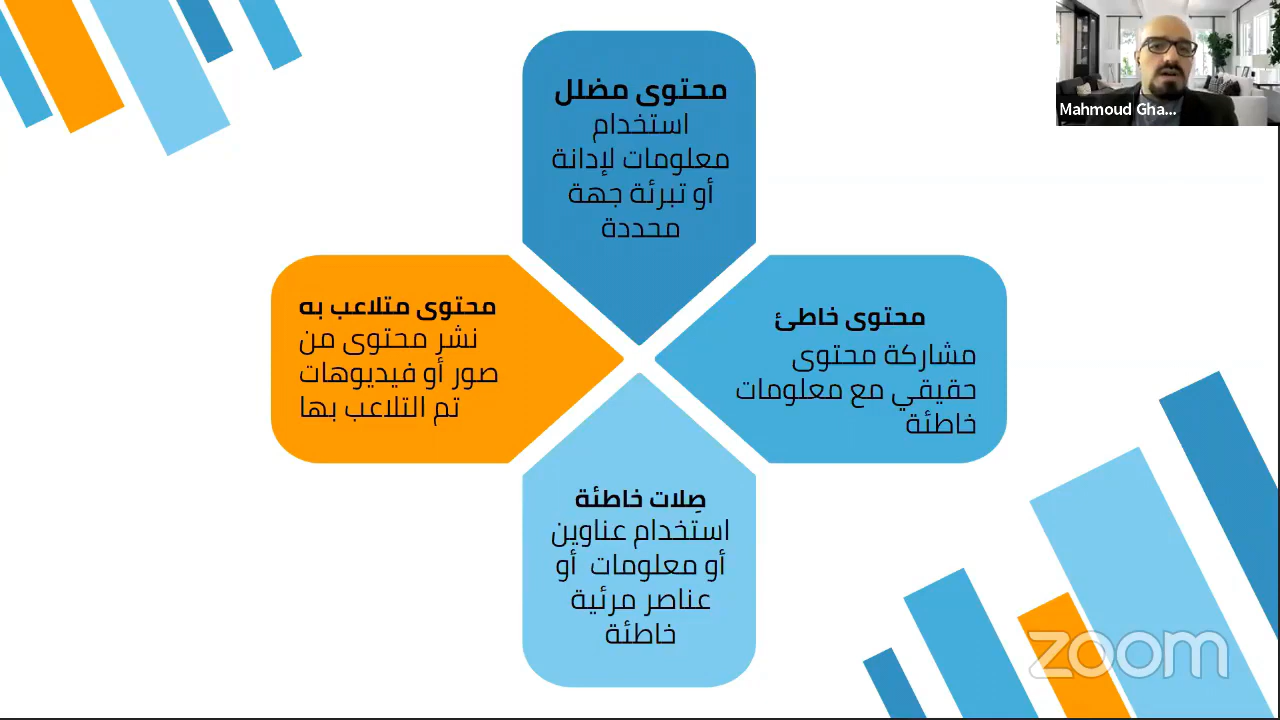 محتوى مضلل
استخدام
معلومات لإدانة
أو تبرئة جهة
محددة
محتوى خاطئ
مشاركة محتوى
حقيقي مع معلومات
خاطئة
محتوى متلاعب به
نشر محتوى من
صور أو فيديوهات
تم التلاعب بها
صِلات خاطئة
استخدام عناوين
أو معلومات أو
عناصر مرئية
خاطئة
Mahmoud Gha...
zoom